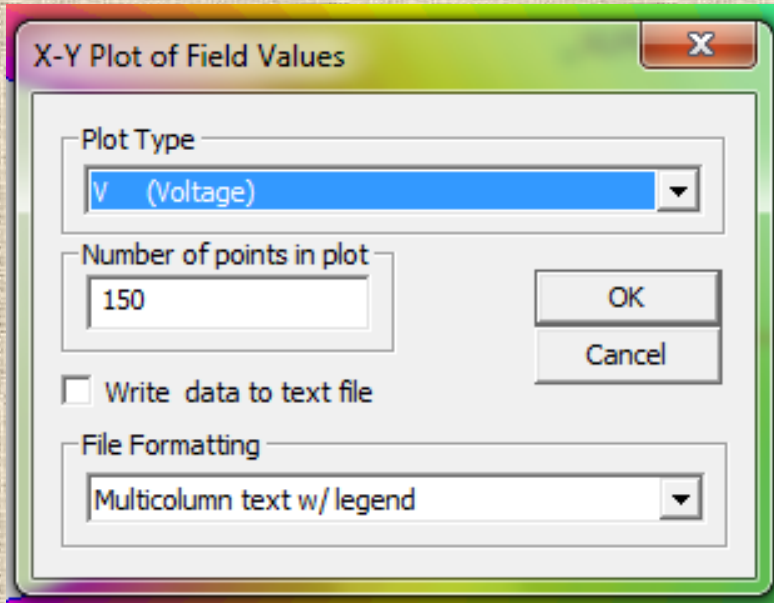 X-Y Plot of Field Values
Plot Type
V (Voltage)
Number of points in plot
150
OK
Cancel
Write data to text file
File Formatting
Multicolumn text w/ legend